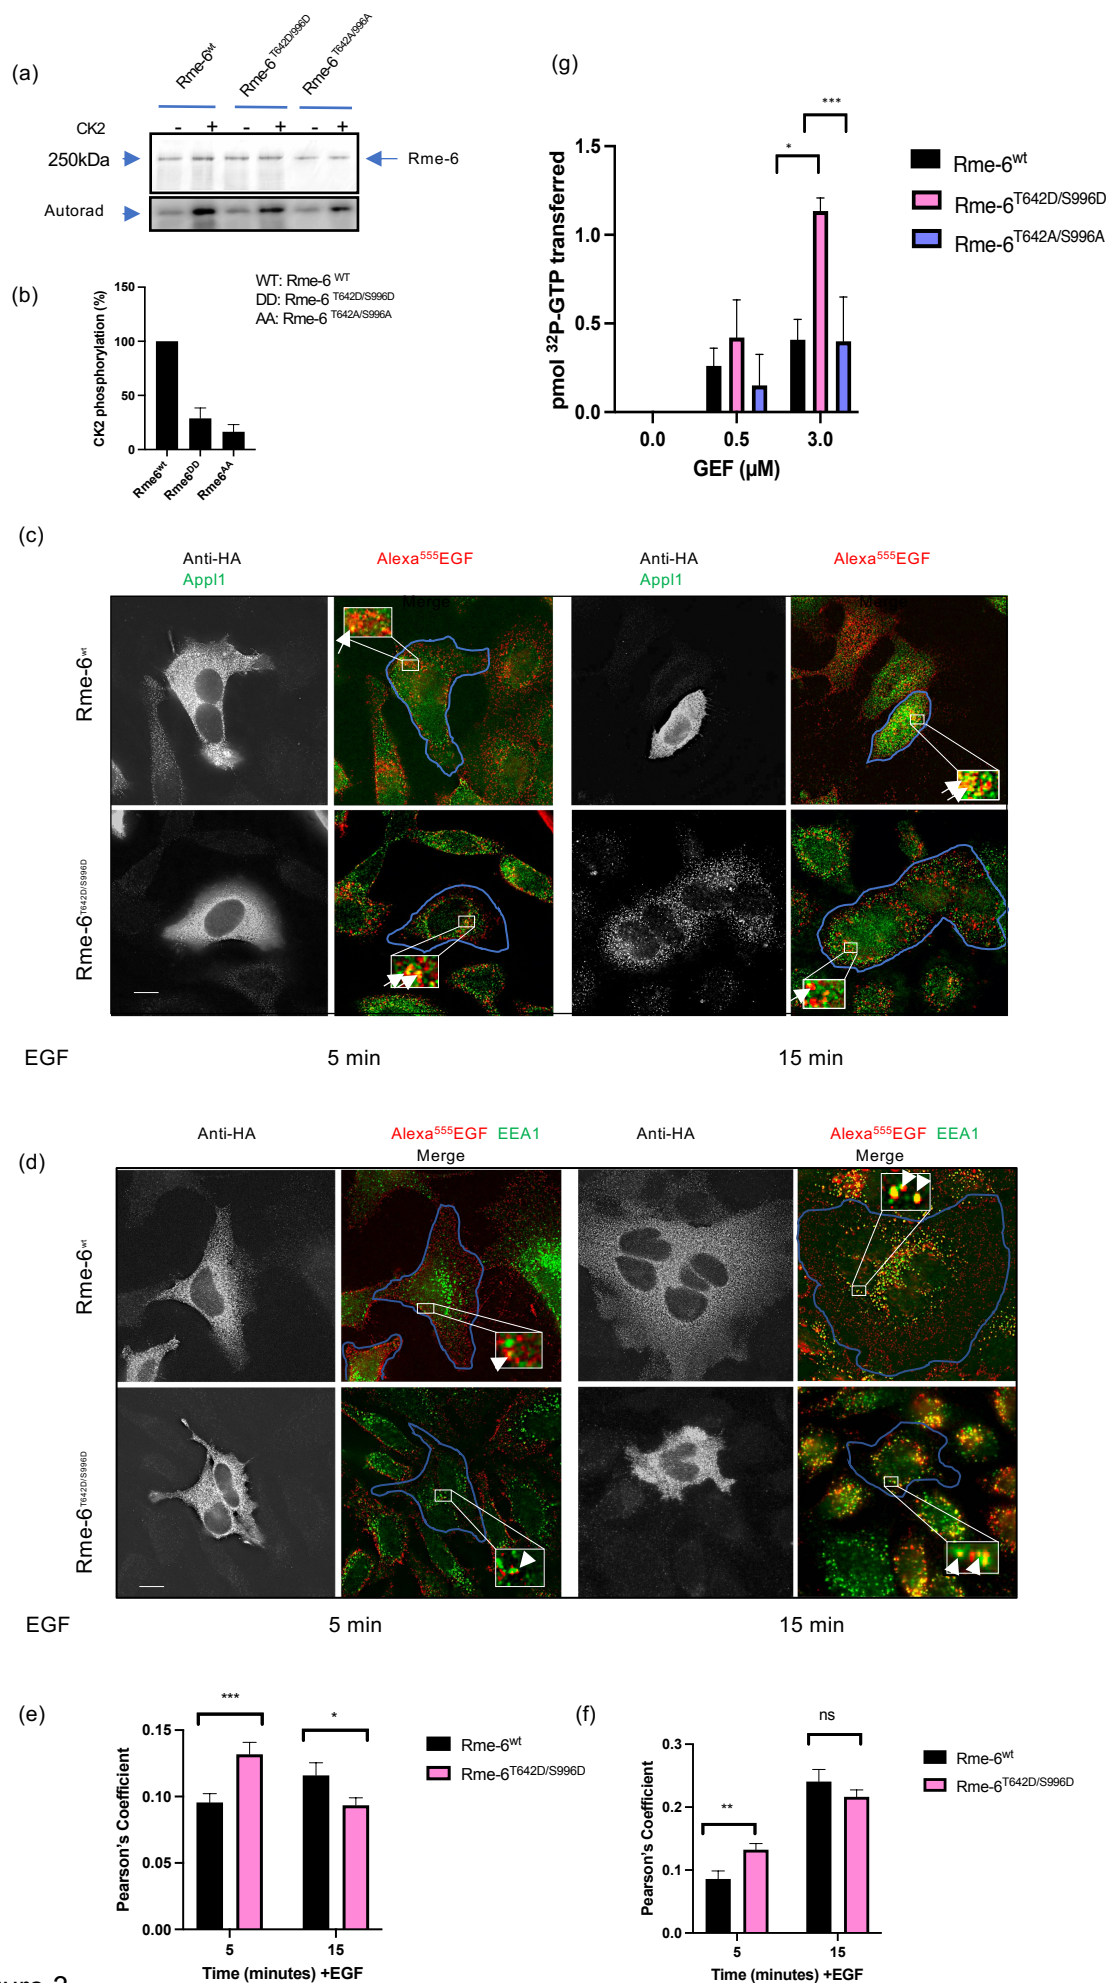 (a)
Rme-6wt
Rme-6 T642D/996D
Rme-6 T642A/996A
CK2
- + - + - +
250kDa
Rme-6
Autorad
(b)
WT: Rme-6 WT
DD: Rme-6 T642D/S996D
AA: Rme-6 T642A/S996A
CK2 phosphorylation (%)
150
100
50
0
Rme6wt
Rme6DD
Rme6AA
(g)
***
*
pmol 32P-GTP transferred
1.5
1.0
0.5
0.0
0.0 0.5 3.0
GEF (µM)
Rme-6wt
Rme-6T642D/S996D
Rme-6T642A/S996A
(c)
Anti-HA Alexa555EGF Anti-HA Alexa555EGF
Appl1 Appl1
Merge
Rme-6wt
Rme-6T642D/S996D
EGF 5 min 15 min
(d)
Anti-HA Alexa555EGF EEA1 Anti-HA Alexa555EGF EEA1
Merge Merge
Rme-6wt
Rme-6T642D/S996D
EGF 5 min 15 min
(e)
***
*
Pearson's Coefficient
0.15
0.10
0.05
0.00
5 15
Time (minutes) +EGF
Rme-6wt
Rme-6T642D/S996D
(f)
ns
**
Pearson's Coefficient
0.3
0.2
0.1
0.0
5 15
Time (minutes) +EGF
Rme-6wt
Rme-6T642D/S996D